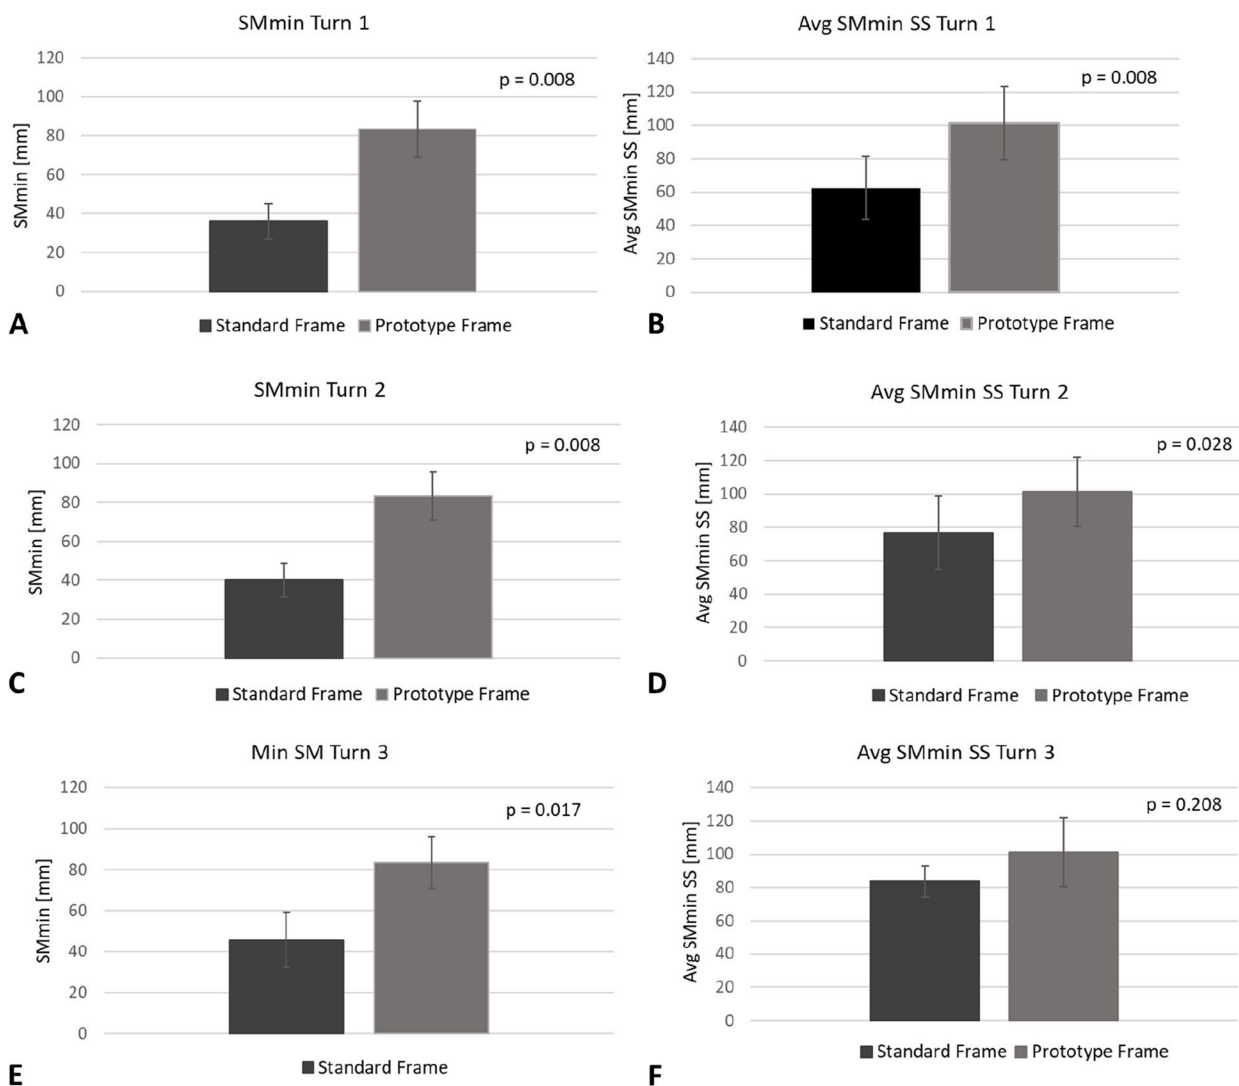 SMmin Turn 1
120
100
80
60
40
20
0
SMmin [mm]
p = 0.008
Standard Frame Prototype Frame
A
Avg SMmin SS Turn 1
140
120
100
80
60
40
20
0
Avg SMmin SS [mm]
p = 0.008
Standard Frame Prototype Frame
B
SMmin Turn 2
120
100
80
60
40
20
0
SMmin [mm]
p = 0.008
Standard Frame Prototype Frame
C
Avg SMmin SS Turn 2
140
120
100
80
60
40
20
0
Avg SMmin SS [mm]
p = 0.028
Standard Frame Prototype Frame
D
Min SM Turn 3
120
100
80
60
40
20
0
SMmin [mm]
p = 0.017
Standard Frame
E
Avg SMmin SS Turn 3
140
120
100
80
60
40
20
0
Avg SMmin SS [mm]
p = 0.208
Standard Frame Prototype Frame
F